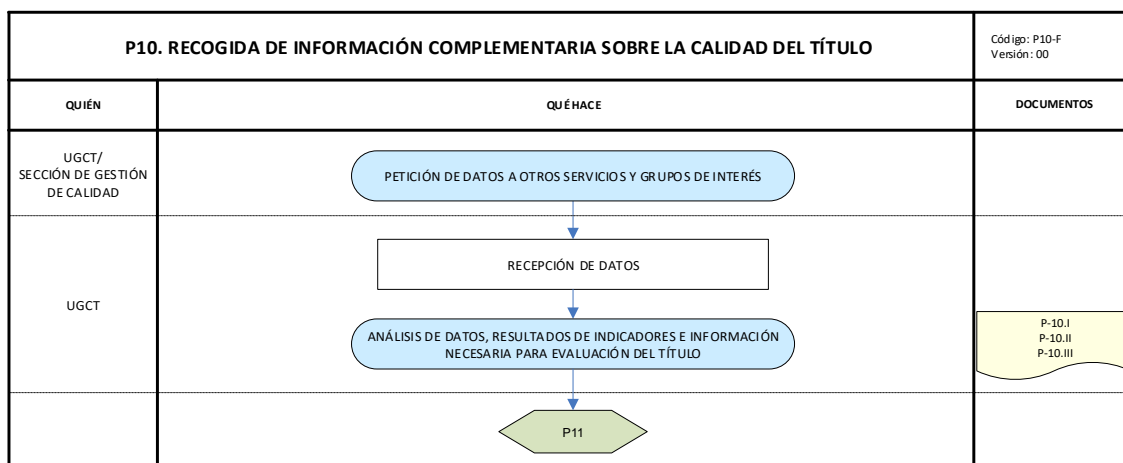 P10. RECOGIDA DE INFORMACIÓN COMPLEMENTARIA SOBRE LA CALIDAD DEL TÍTULO
Código: P10-F
Versión: 00
QUIÉN
QUÉ HACE
DOCUMENTOS
UGCT/
SECCIÓN DE GESTIÓN
DE CALIDAD
PETICIÓN DE DATOS A OTROS SERVICIOS Y GRUPOS DE INTERÉS
RECEPCIÓN DE DATOS
UGCT
ANÁLISIS DE DATOS, RESULTADOS DE INDICADORES E INFORMACIÓN
NECESARIA PARA EVALUACIÓN DEL TÍTULO
P-10.I
P-10.II
P-10.III
P11